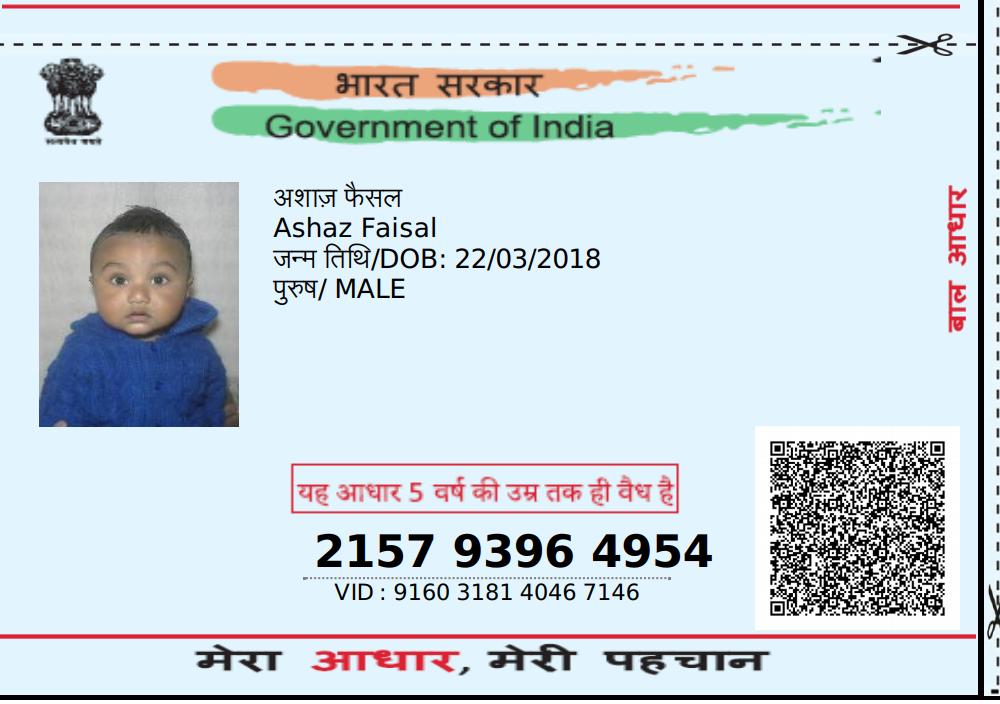 भारत सरकार
Government of India
सत्यमेव जयते
अशाज़ फैसल
Ashaz Faisal
जन्म तिथि/DOB: 22/03/2018
पुरुष/ MALE
बाल आधार
यह आधार 5 वर्ष की उम्र तक ही वैध है
2157 9396 4954
VID : 9160 3181 4046 7146
मेरा आधार, मेरी पहचान